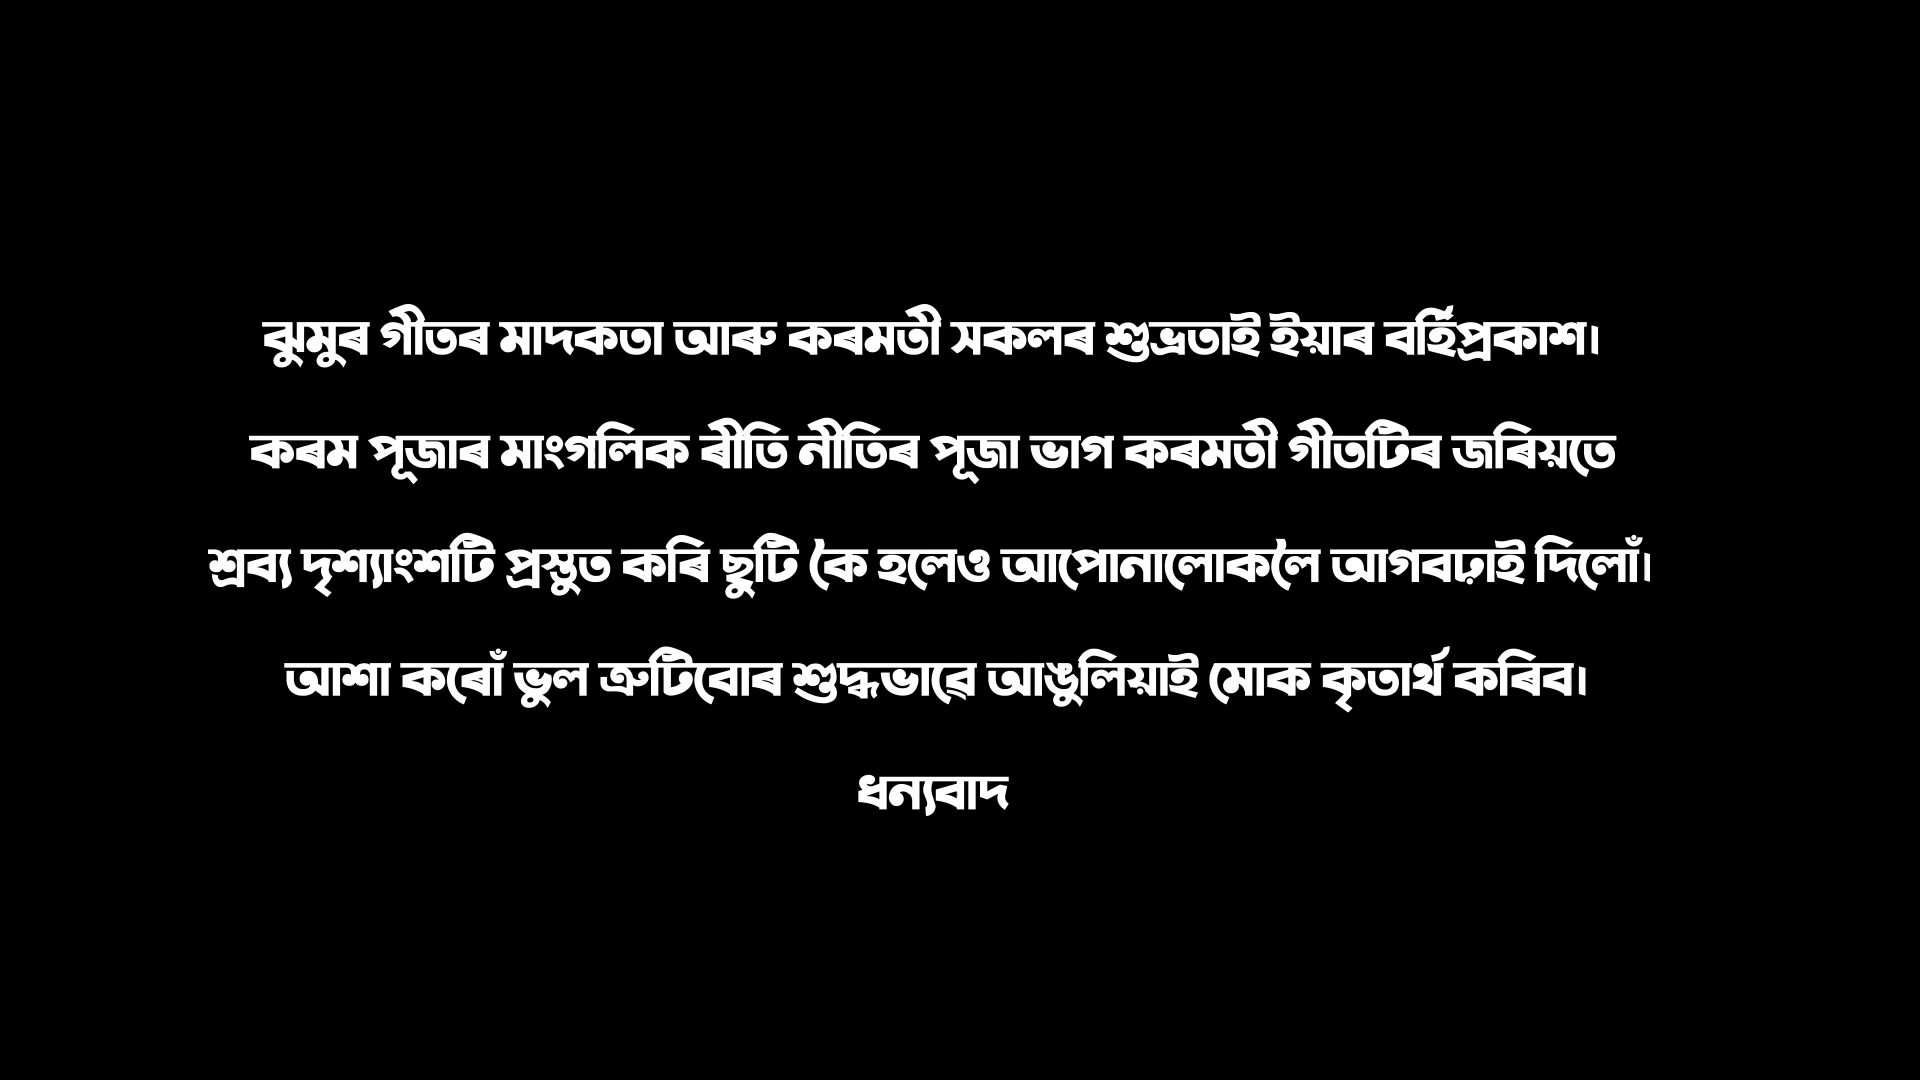 ঝুমুৰ গীতৰ মাদকতা আৰু কৰমতী সকলৰ শুভ্ৰতাই ইয়াৰ বৰ্হিপ্ৰকাশ।
কৰম পূজাৰ মাংগলিক ৰীতি নীতিৰ পূজা ভাগ কৰমতী গীতটিৰ জৰিয়তে
শ্ৰব্য দৃশ্যাংশটি প্ৰস্তুত কৰি ছুটি কৈ হলেও আপোনালোকলৈ আগবঢ়াই দিলোঁ।
আশা কৰোঁ ভুল ত্ৰুটিবোৰ শুদ্ধভাৱে আঙুলিয়াই মোক কৃতাৰ্থ কৰিব।
ধন্যবাদ